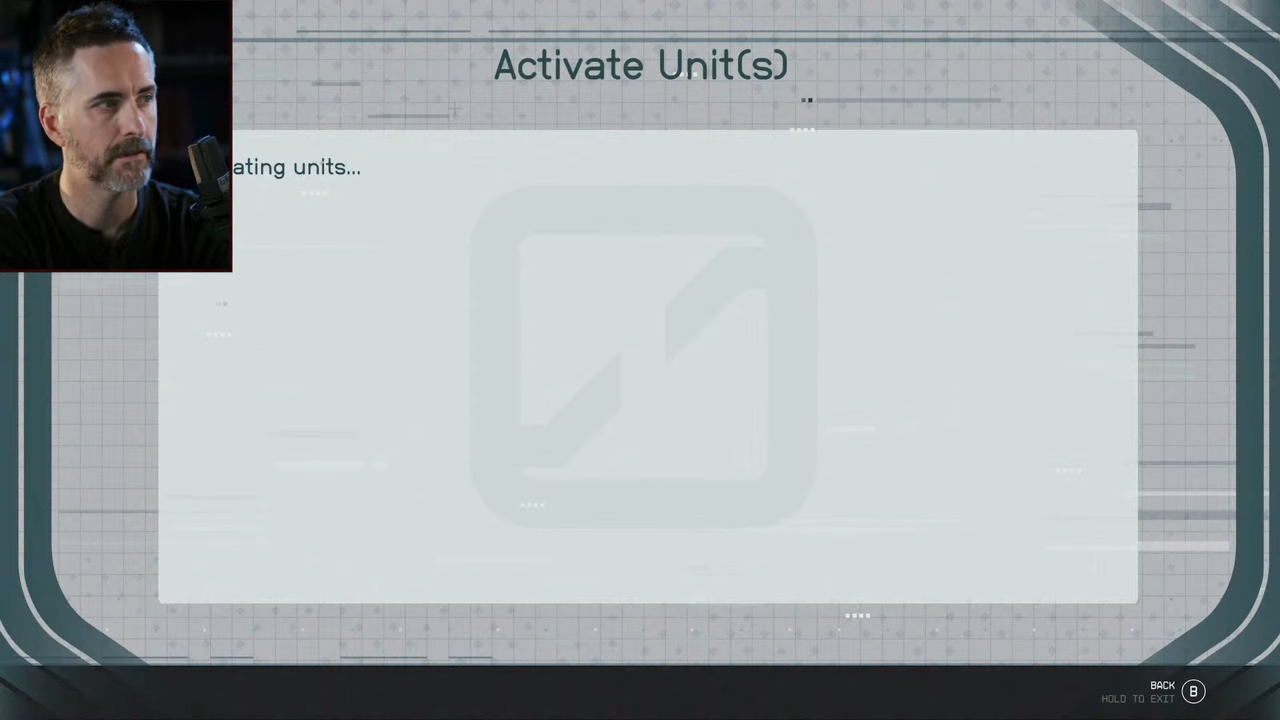 Activate Unit(s)
ating units...
BACK
HOLD TO EXIT
B